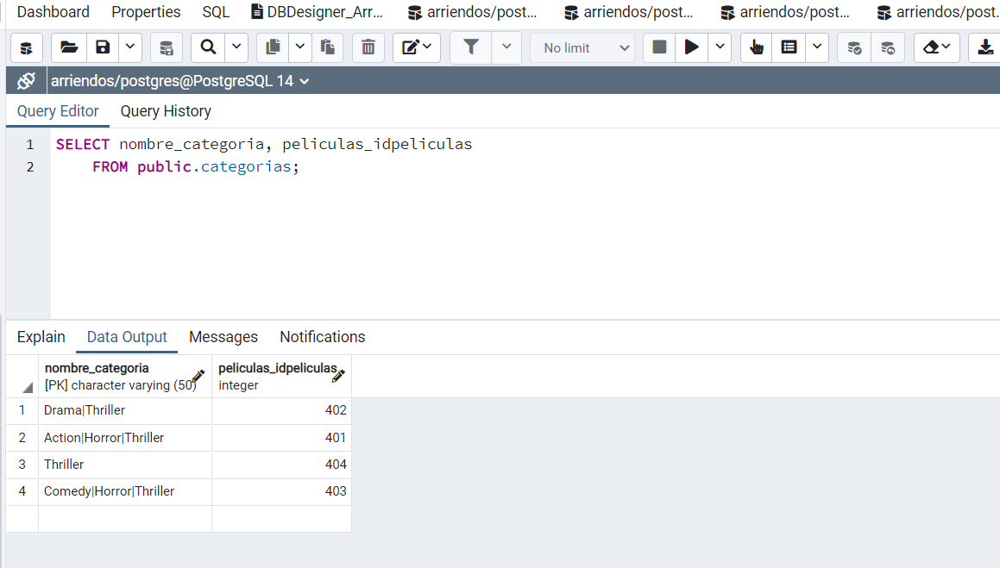 Dashboard Properties SQL DBDesigner_Arr... arriendos/post... arriendos/post... arriendos/post... arriendos/post.
No limit
arriendos/postgres@PostgreSQL 14
Query Editor Query History
1 SELECT nombre_categoria, peliculas_idpeliculas
2 FROM public.categorias;
Explain Data Output Messages Notifications
nombre_categoria peliculas_idpeliculas
[PK] character varying (50) integer
1 Drama|Thriller 402
2 Action|Horror|Thriller 401
3 Thriller 404
4 Comedy|Horror|Thriller 403